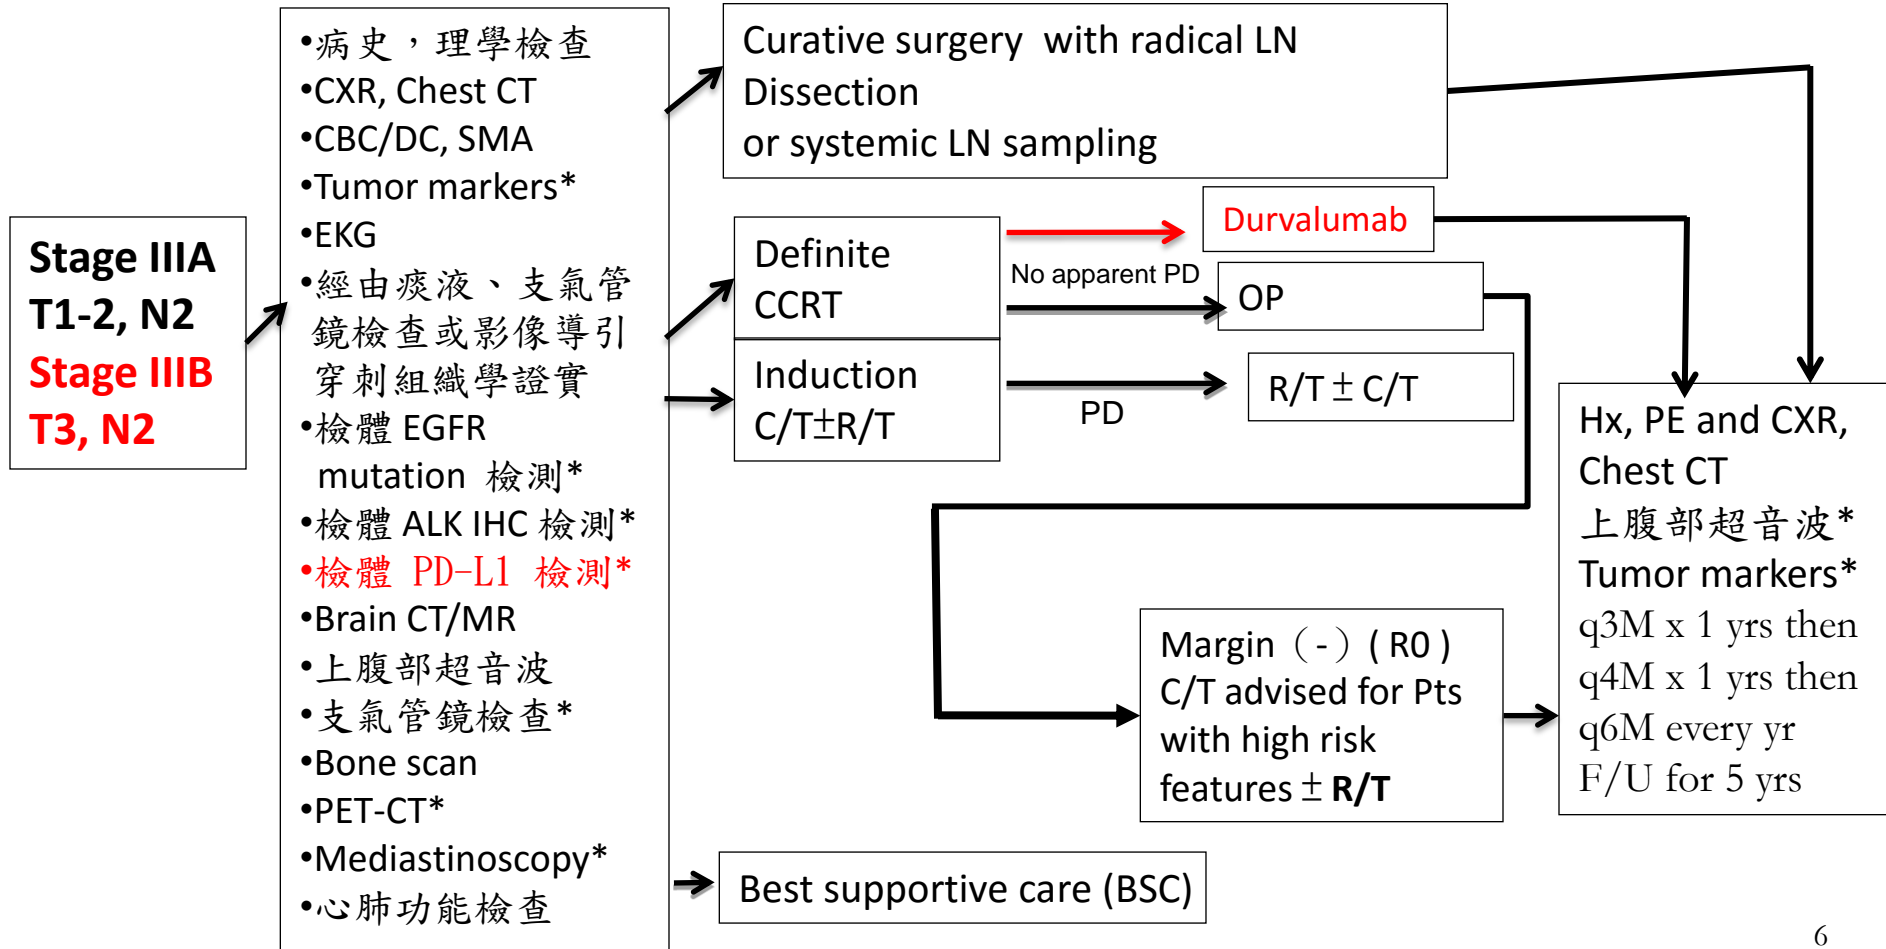 Stage IIIA
T1-2, N2
Stage IIIB
T3, N2
•病史，理學檢查
•CXR, Chest CT
•CBC/DC, SMA
•Tumor markers*
•EKG
•經由痰液、支氣管
鏡檢查或影像導引
穿刺組織學證實
•檢體 EGFR
mutation 檢測*
•檢體 ALK IHC 檢測*
•檢體 PD-L1 檢測*
•Brain CT/MR
•上腹部超音波
•支氣管鏡檢查*
•Bone scan
•PET-CT*
•Mediastinoscopy*
•心肺功能檢查
Curative surgery with radical LN
Dissection
or systemic LN sampling
Definite
CCRT
Induction
C/T±R/T
No apparent PD
PD
Durvalumab
OP
R/T ± C/T
Margin（-）( R0 )
C/T advised for Pts
with high risk
features ± R/T
Best supportive care (BSC)
Hx, PE and CXR,
Chest CT
上腹部超音波*
Tumor markers*
q3M x 1 yrs then
q4M x 1 yrs then
q6M every yr
F/U for 5 yrs
6